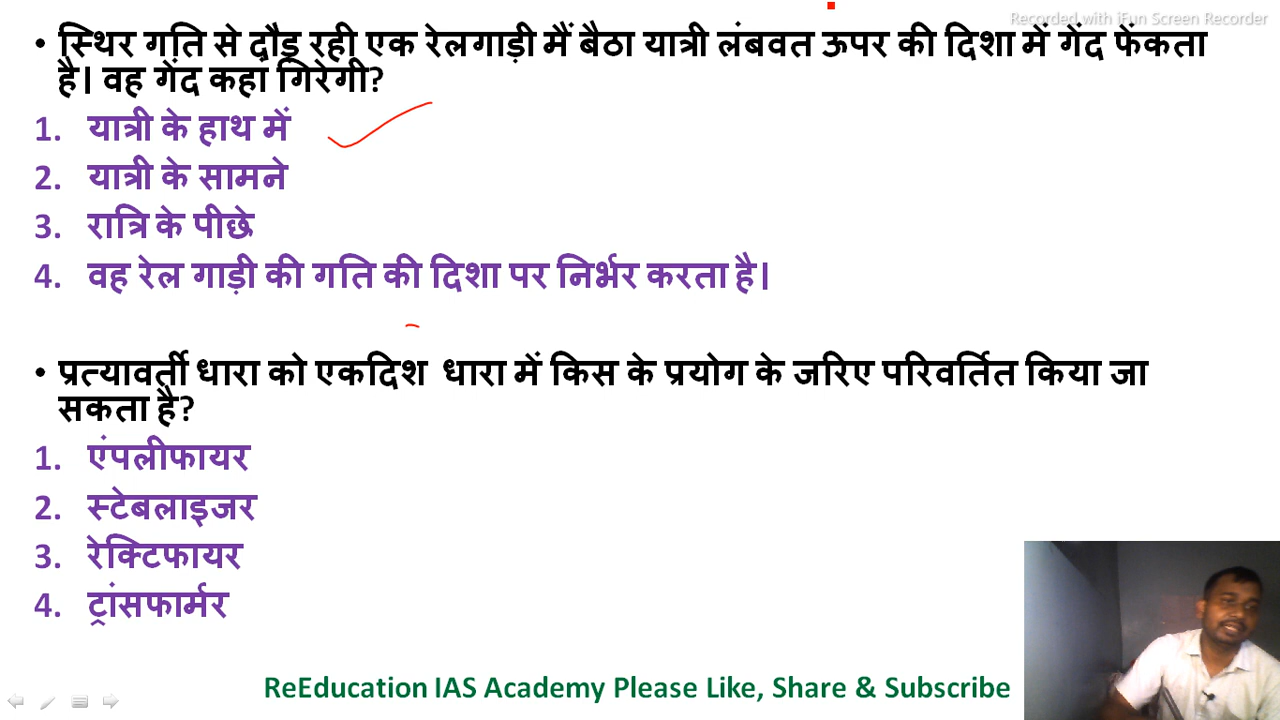 Recorded with iFun Screen Recorder
• स्थिर गति से दौड़ रही एक रेलगाड़ी मैं बैठा यात्री लंबवत ऊपर की दिशा में गेंद फेंकता
है। वह गेंद कहां गिरेगी?
1. यात्री के हाथ में
2. यात्री के सामने
3. रात्रि के पीछे
4. वह रेल गाड़ी की गति की दिशा पर निर्भर करता है।
• प्रत्यावर्ती धारा को एकदिश धारा में किस के प्रयोग के जरिए परिवर्तित किया जा
सकता है?
1. एंपलीफायर
2. स्टेबलाइजर
3. रेक्टिफायर
4. ट्रांसफार्मर
ReEducation IAS Academy Please Like, Share & Subscribe